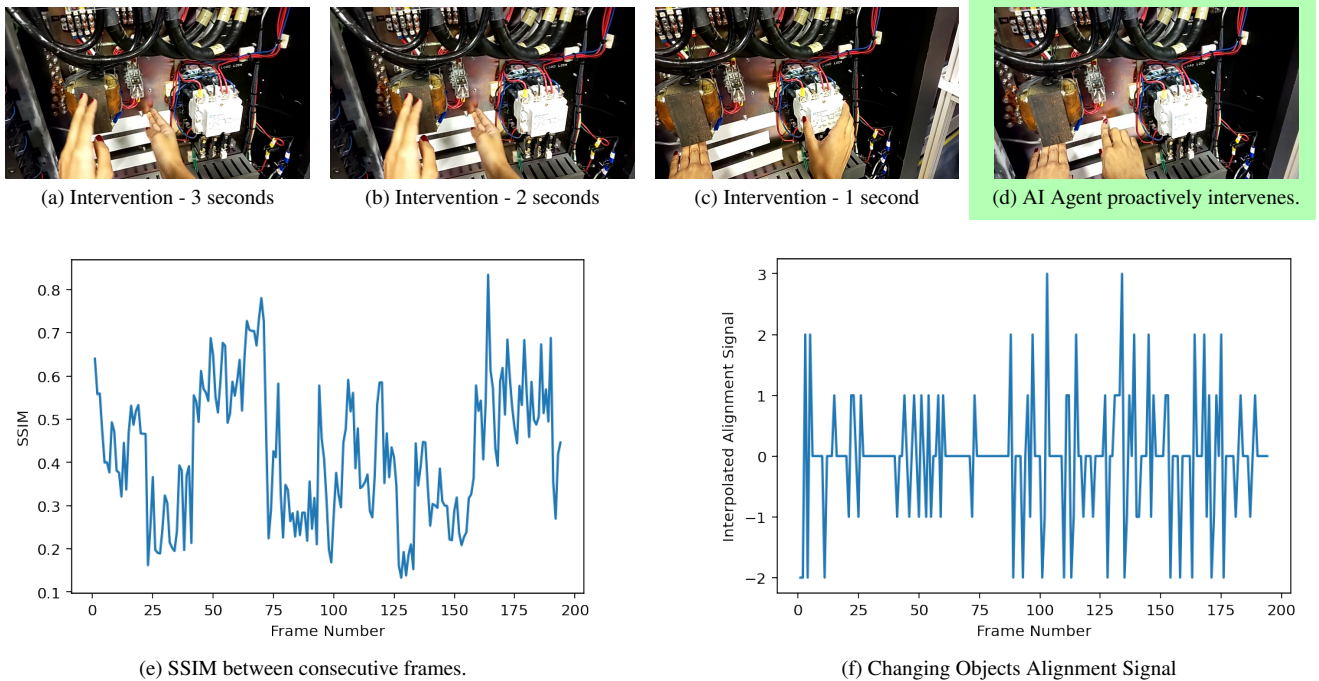 (a) Intervention - 3 seconds
(b) Intervention - 2 seconds
(c) Intervention - 1 second
(d) AI Agent proactively intervenes.
0.8
0.7
0.6
0.5
0.4
0.3
0.2
0.1
SSIM
0 25 50 75 100 125 150 175 200
Frame Number
(e) SSIM between consecutive frames.
3
2
1
0
−1
−2
Interpolated Alignment Signal
0 25 50 75 100 125 150 175 200
Frame Number
(f) Changing Objects Alignment Signal